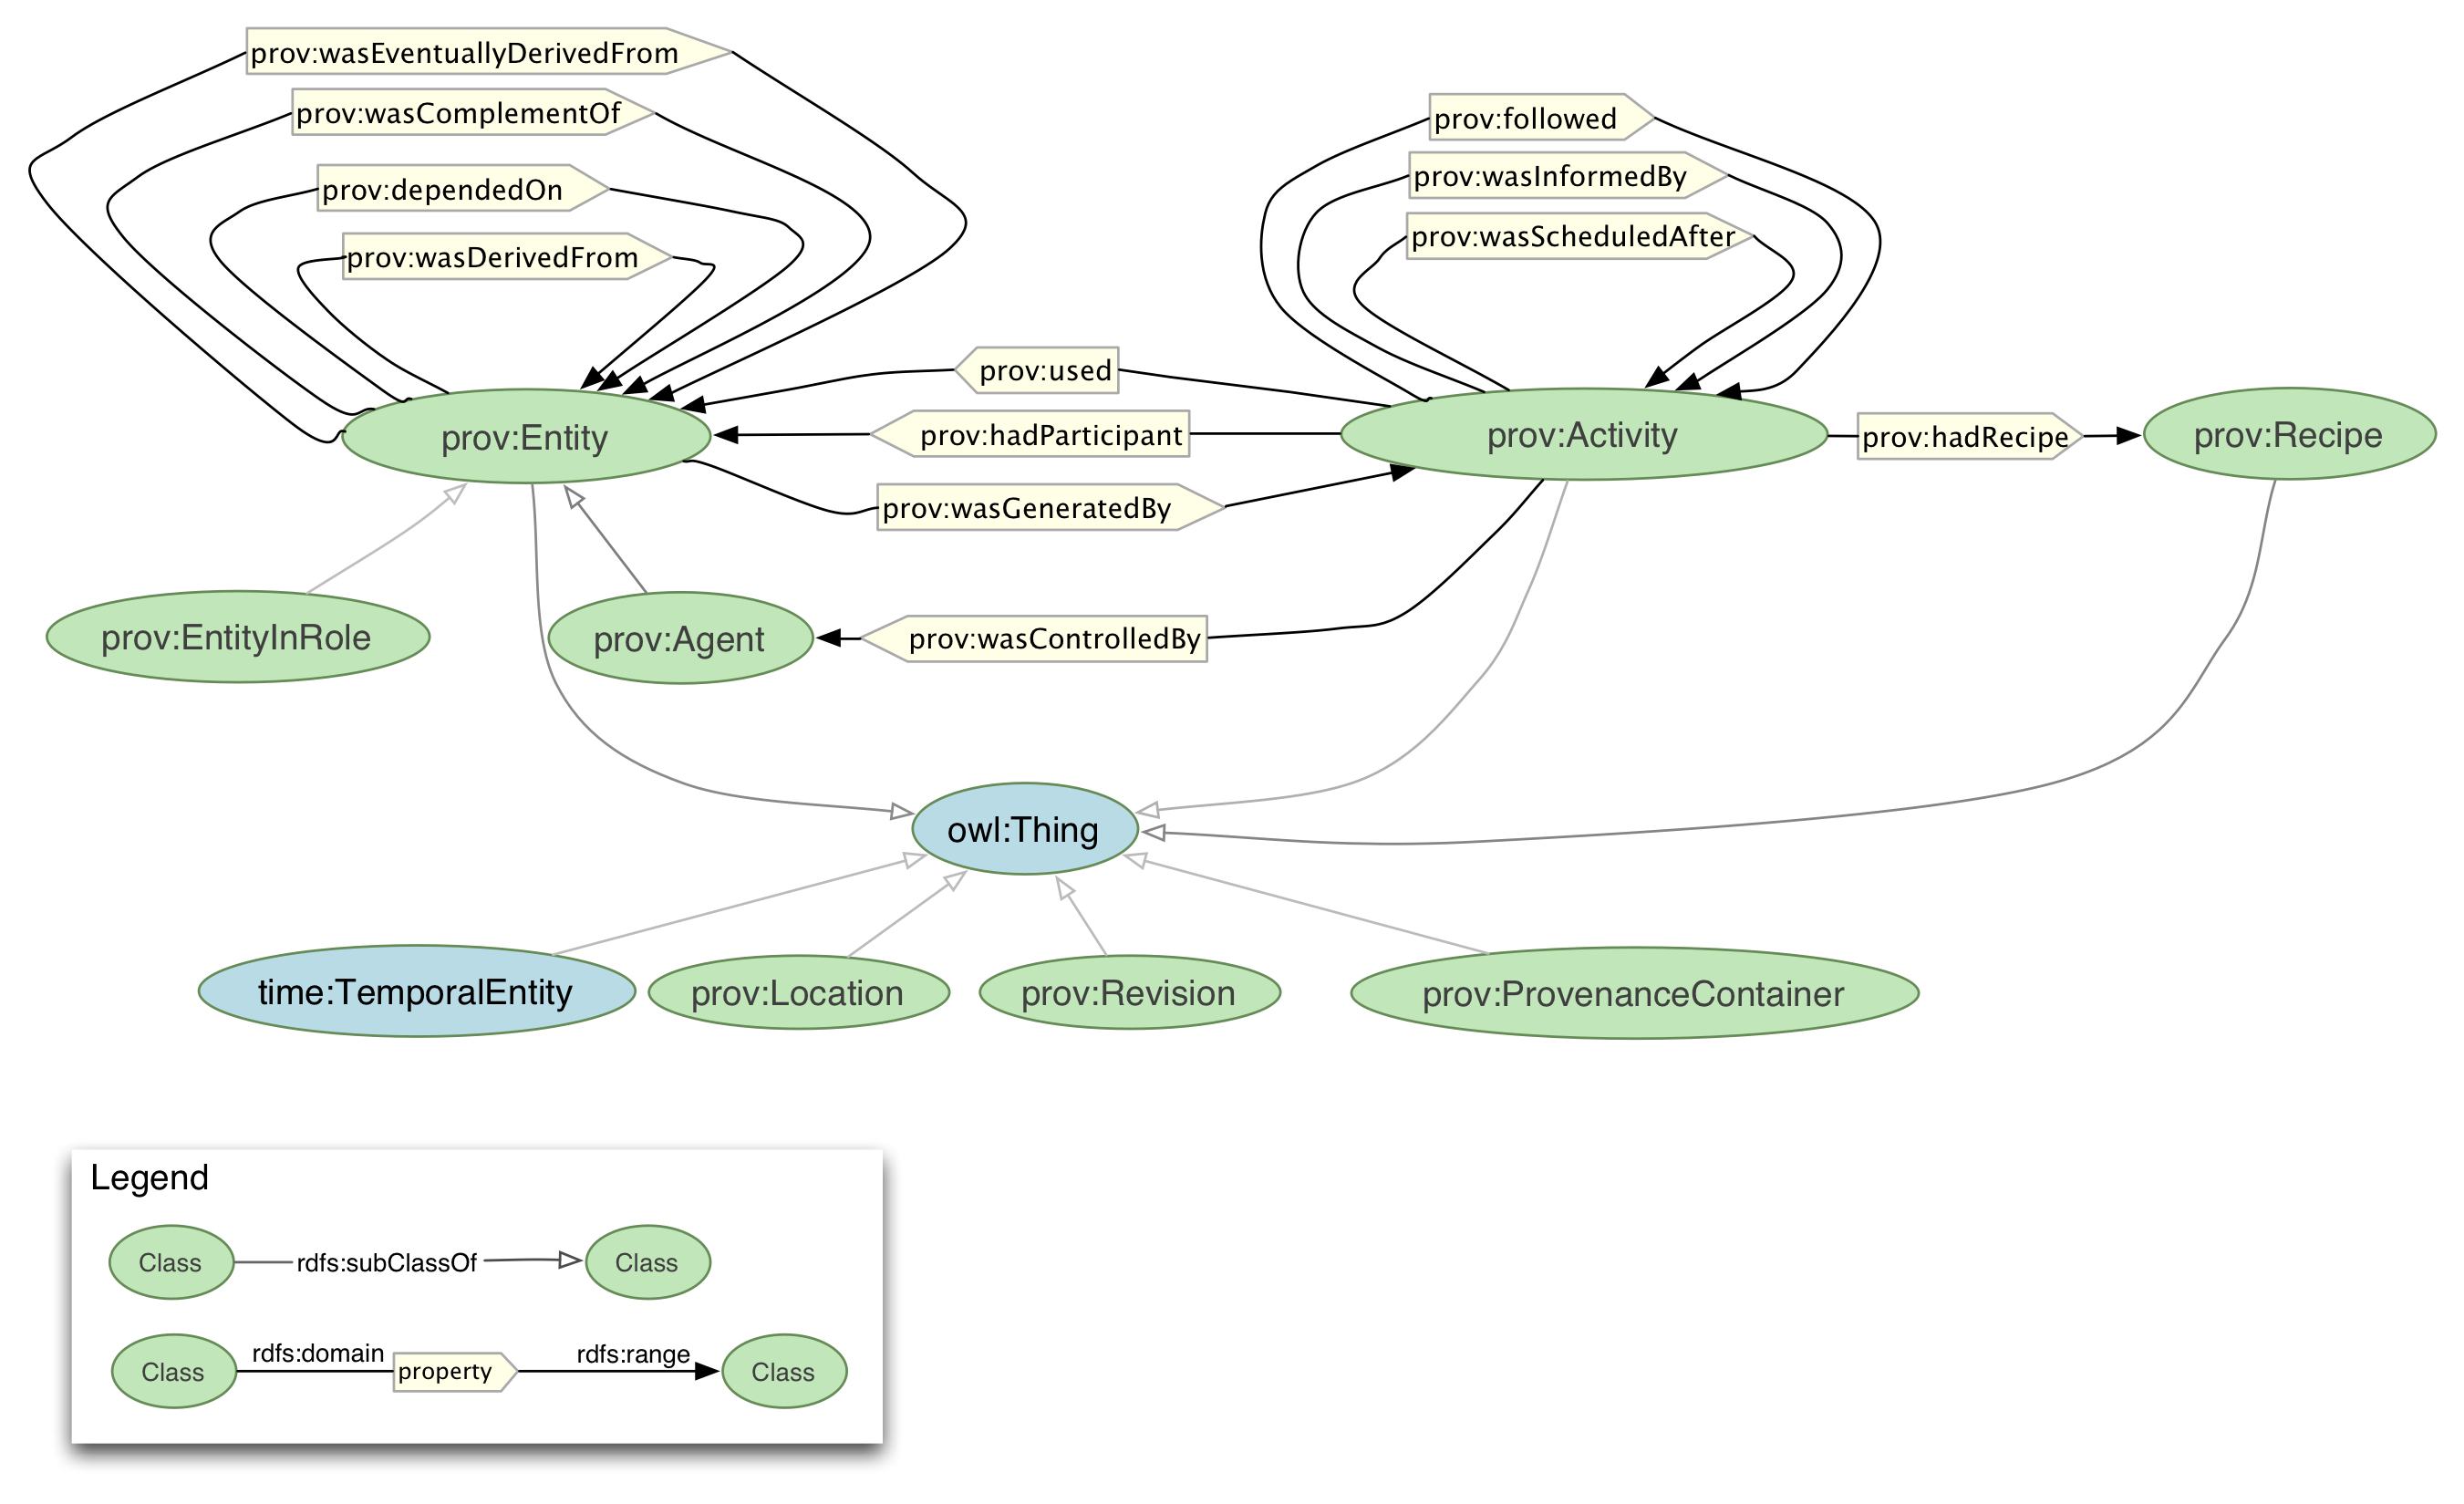 prov:wasEventuallyDerivedFrom
prov:wasComplementOf
prov:dependedOn
prov:wasDerivedFrom
prov:followed
prov:wasInformedBy
prov:wasScheduledAfter
prov:used
prov:hadParticipant
prov:wasGeneratedBy
prov:Entity
prov:Activity
prov:hadRecipe
prov:Recipe
prov:EntityInRole
prov:Agent
prov:wasControlledBy
owl:Thing
time:TemporalEntity
prov:Location
prov:Revision
prov:ProvenanceContainer
Legend
Class
rdfs:subClassOf
Class
Class
rdfs:domain
property
rdfs:range
Class